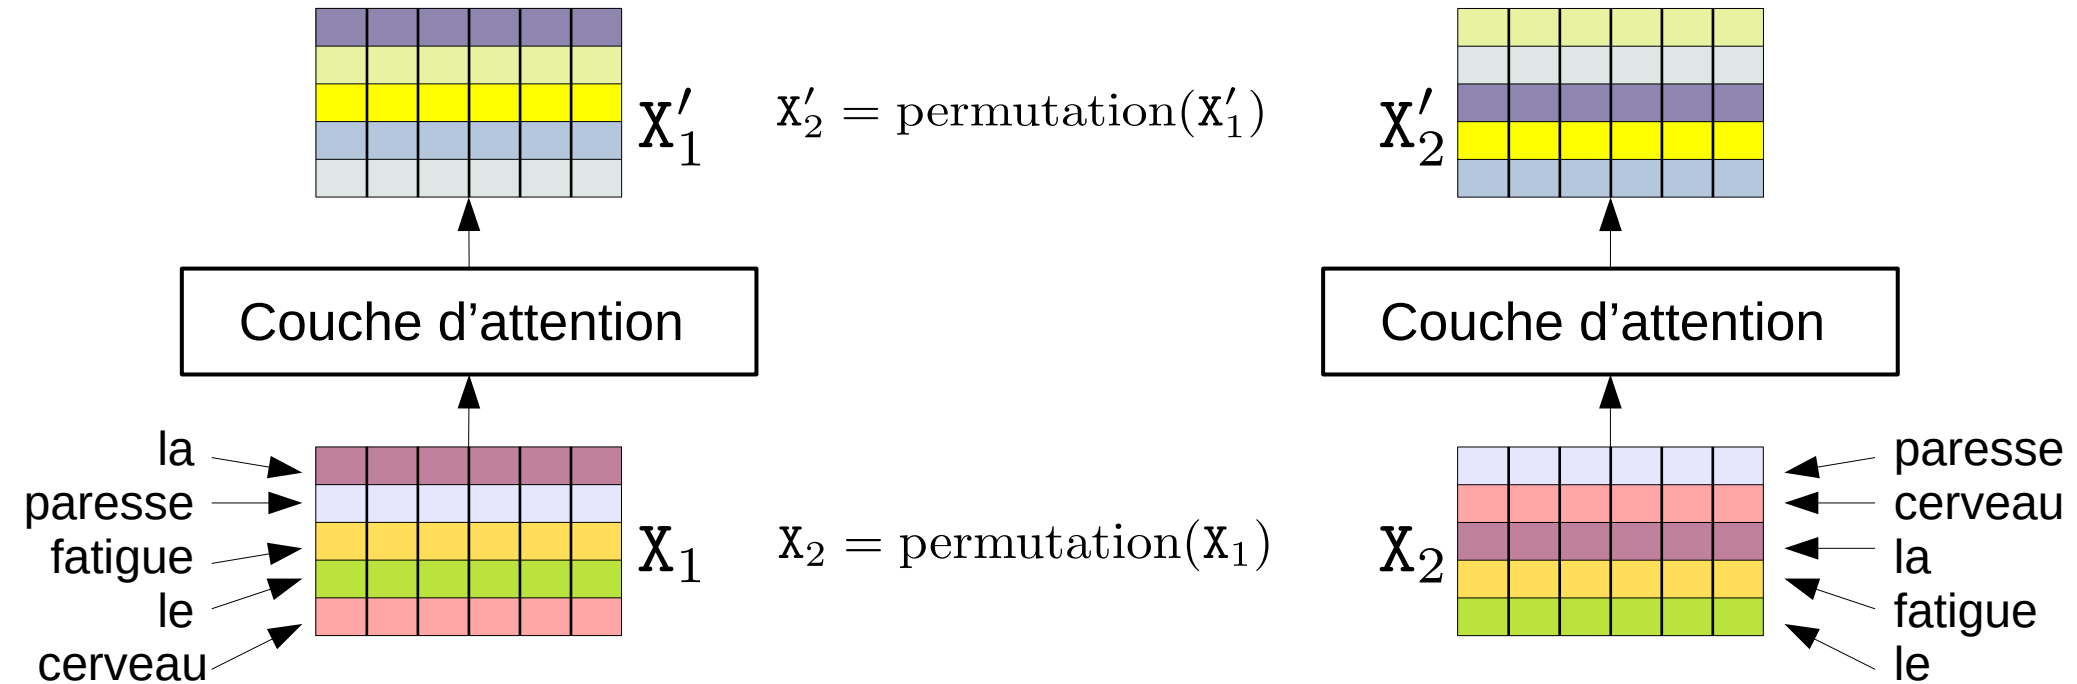 X′₁
X′₂ = permutation(X′₁)
X′₂
Couche d’attention
Couche d’attention
la
paresse
fatigue
le
cerveau
X₁
X₂ = permutation(X₁)
X₂
paresse
cerveau
la
fatigue
le